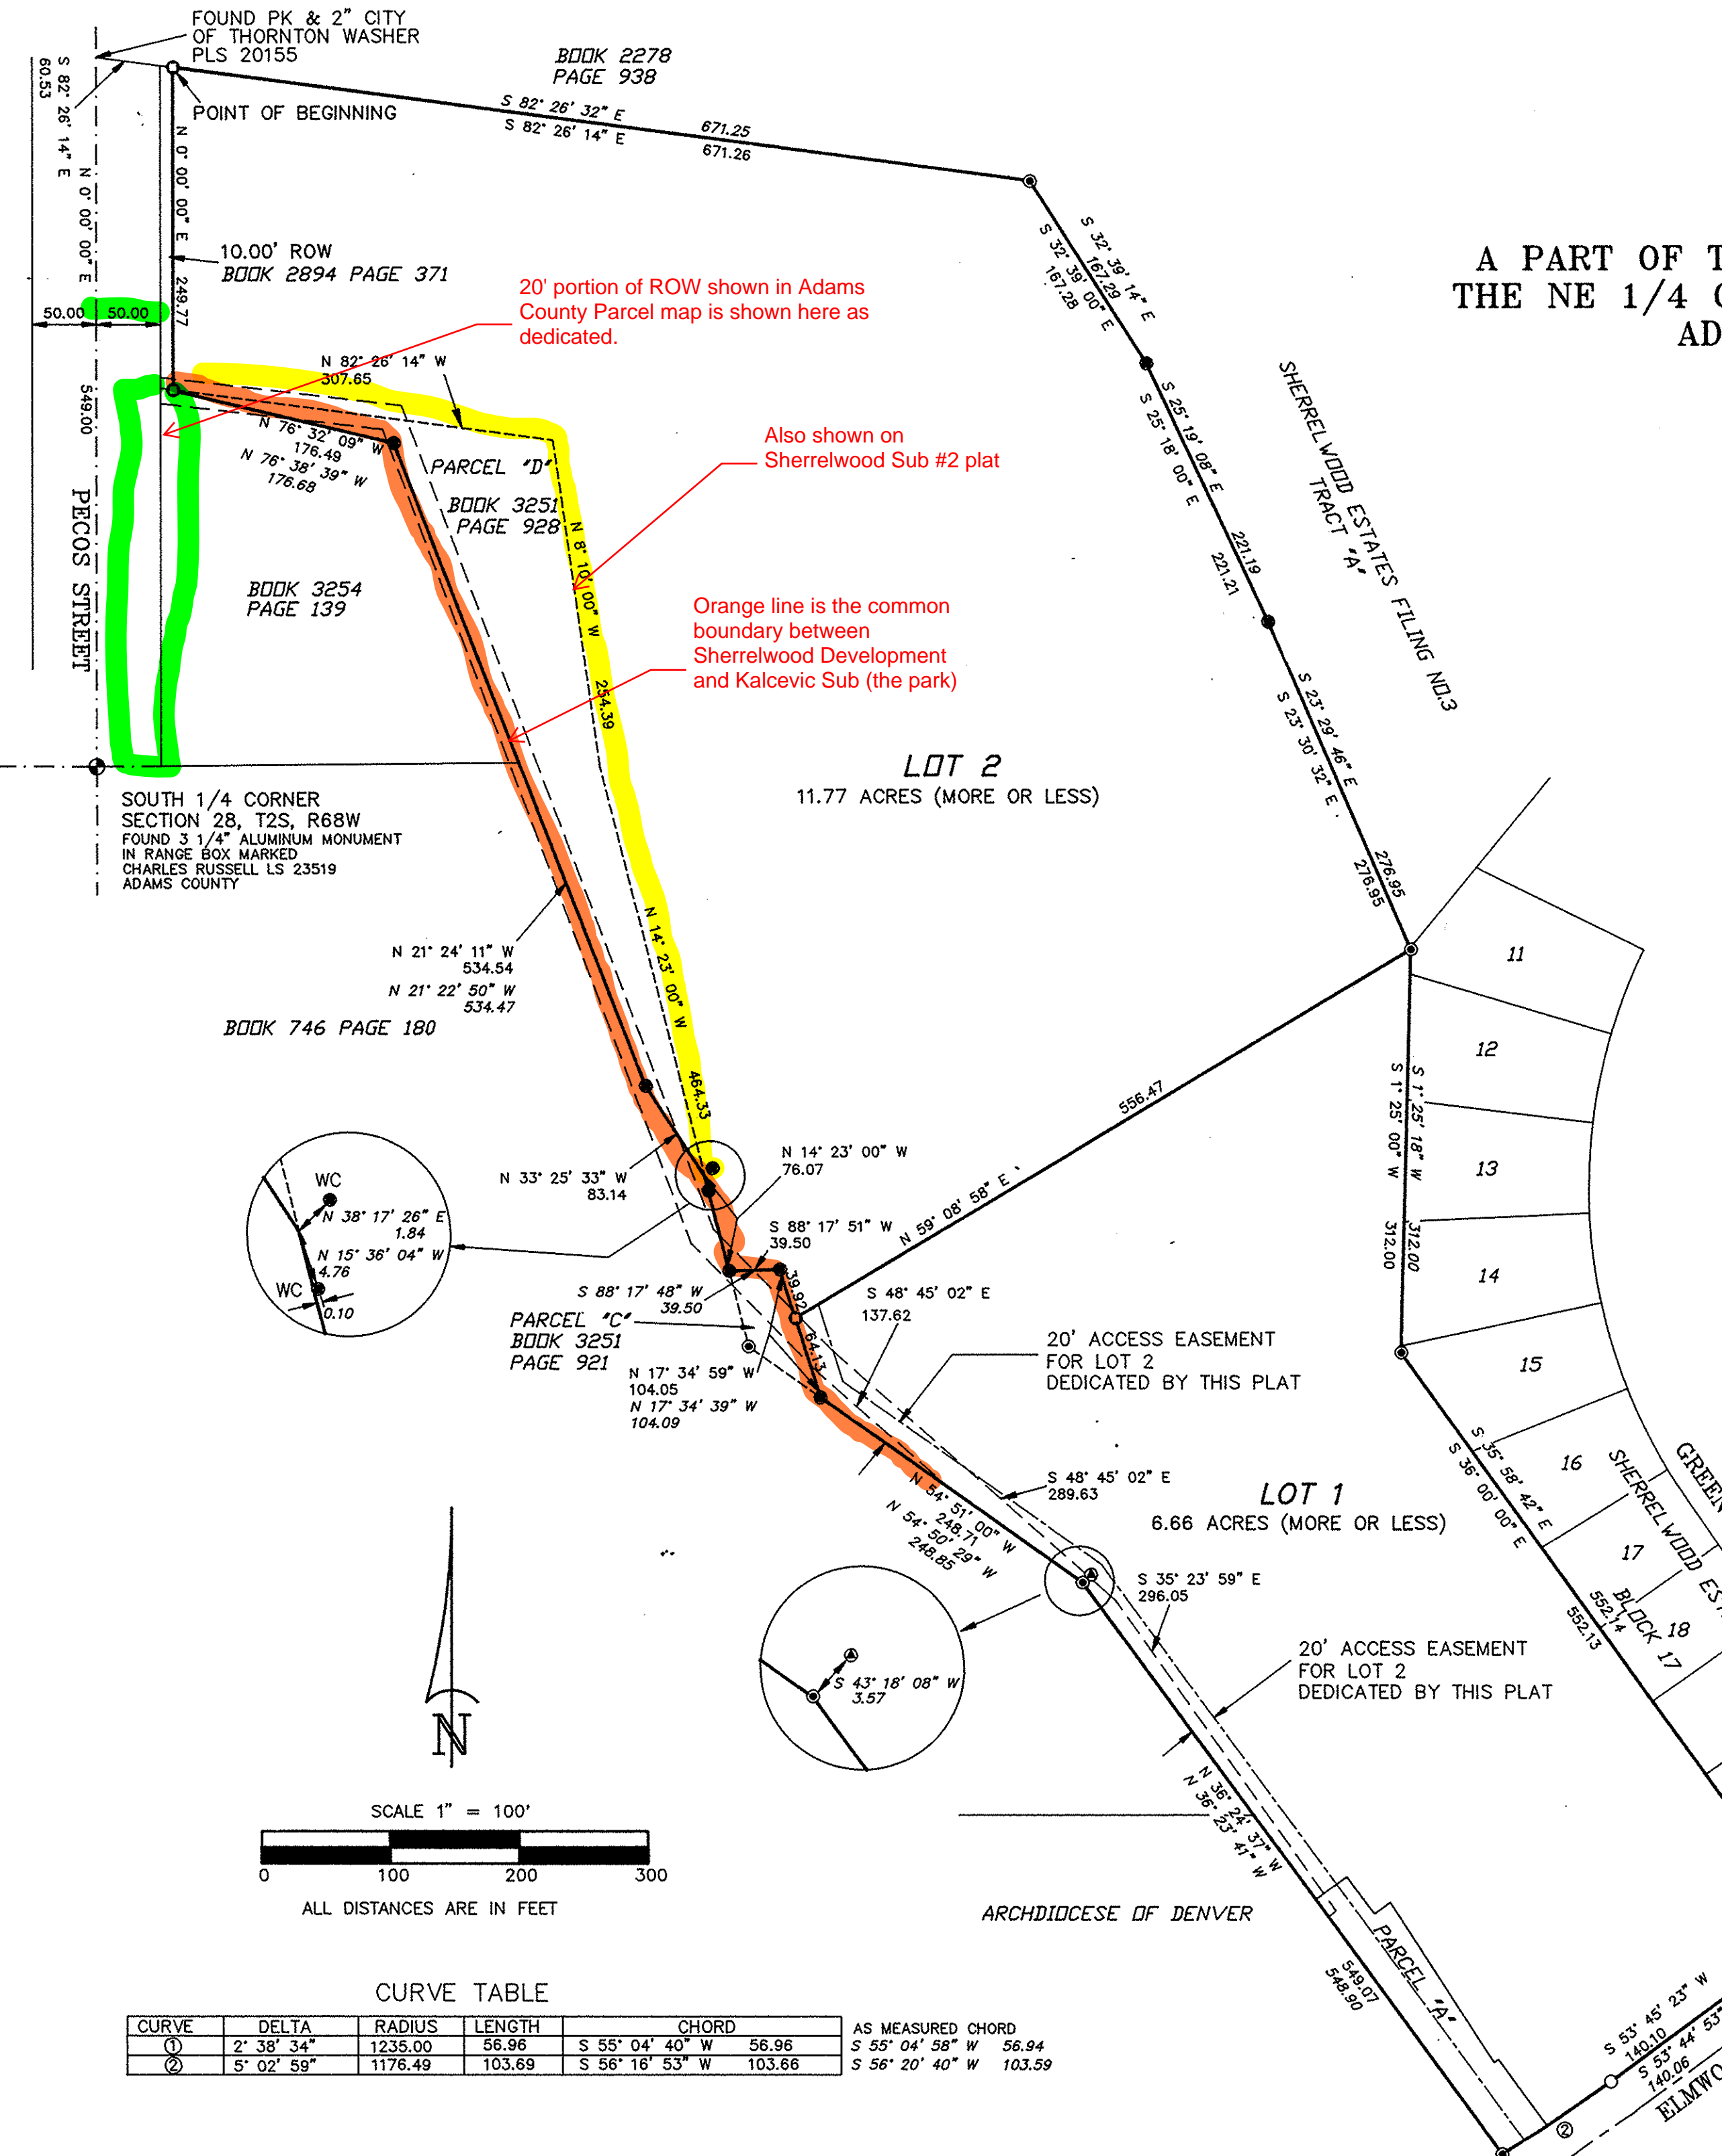 FOUND PK & 2" CITY
OF THORNTON WASHER
PLS 20155
BOOK 2278
PAGE 938
S 82° 26' 14" E
60.53
POINT OF BEGINNING
S 82° 26' 32" E 671.25
S 82° 26' 14" E 671.26
N 0° 00' 00" E 249.77
N 0° 00' 00" E 549.00
10.00' ROW
BOOK 2894 PAGE 371
50.00 50.00
20' portion of ROW shown in Adams
County Parcel map is shown here as
dedicated.
S 32° 39' 14" E
167.29
S 32° 39' 00" E
167.28
A PART OF T
THE NE 1/4
AD
N 82° 26' 14" W
307.65
N 76° 32' 09" W
176.49
N 76° 38' 39" W
176.68
PARCEL "D"
BOOK 3251
PAGE 928
Also shown on
Sherrelwood Sub #2 plat
S 25° 19' 08" E 221.19
S 25° 18' 00" E 221.21
SHERRELWOOD ESTATES FILING NO.3
TRACT "A"
PECOS STREET
BOOK 3254
PAGE 139
N 8° 10' 00" W 254.39
Orange line is the common
boundary between
Sherrelwood Development
and Kalcevic Sub (the park)
S 23° 29' 46" E 276.95
S 23° 30' 32" E 276.95
LOT 2
11.77 ACRES (MORE OR LESS)
SOUTH 1/4 CORNER
SECTION 28, T2S, R68W
FOUND 3 1/4" ALUMINUM MONUMENT
IN RANGE BOX MARKED
CHARLES RUSSELL LS 23519
ADAMS COUNTY
N 21° 24' 11" W
534.54
N 21° 22' 50" W
534.47
N 14° 23' 00" W 464.33
BOOK 746 PAGE 180
11
12
13
14
15
16
17
18
S 1° 25' 18" W 312.00
S 1° 25' 00" W 312.00
556.47
N 59° 08' 58" E
N 14° 23' 00" W
76.07
N 33° 25' 33" W
83.14
WC
N 38° 17' 26" E
1.84
N 15° 36' 04" W
4.76
WC
0.10
S 88° 17' 51" W
39.50
S 88° 17' 48" W
39.50
39.92
64.13
S 48° 45' 02" E
137.62
PARCEL "C"
BOOK 3251
PAGE 921
N 17° 34' 59" W
104.05
N 17° 34' 39" W
104.09
20' ACCESS EASEMENT
FOR LOT 2
DEDICATED BY THIS PLAT
S 48° 45' 02" E
289.63
N 54° 51' 00" W
248.71
N 54° 50' 29" W
248.85
LOT 1
6.66 ACRES (MORE OR LESS)
S 35° 58' 42" E 552.14
S 36° 00' 00" E 552.13
GREEN
SHERRELWOOD EST
BLOCK 17
S 35° 23' 59" E
296.05
S 43° 18' 08" W
3.57
20' ACCESS EASEMENT
FOR LOT 2
DEDICATED BY THIS PLAT
N
N 36° 24' 37" W 549.07
N 36° 23' 41" W 548.90
SCALE 1" = 100'
0 100 200 300
ALL DISTANCES ARE IN FEET
ARCHDIOCESE OF DENVER
PARCEL "A"
S 53° 45' 23" W
140.10
S 53° 44' 53"
140.06
ELMWO
②
CURVE TABLE
CURVE DELTA RADIUS LENGTH CHORD AS MEASURED CHORD
① 2° 38' 34" 1235.00 56.96 S 55° 04' 40" W 56.96 S 55° 04' 58" W 56.94
② 5° 02' 59" 1176.49 103.69 S 56° 16' 53" W 103.66 S 56° 20' 40" W 103.59